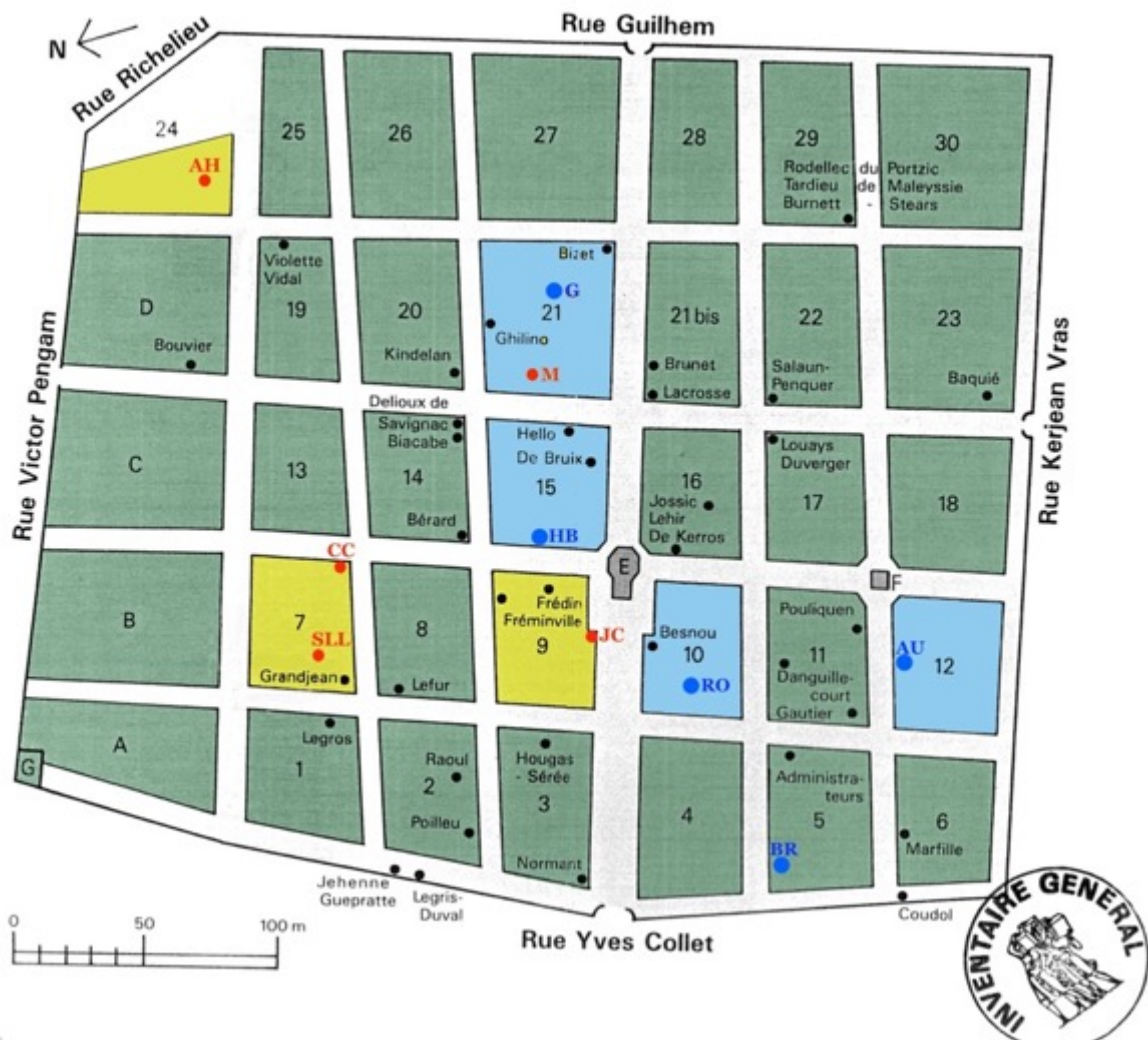 Rue Guilhem
N
Rue Richelieu
24
25
26
27
28
29
30
AH
Rodellec du Portzic
Tardieu de Maleyssie
Burnett - Stears
Violette
Vidal
Bizet
G
D
19
20
21
21 bis
22
23
Bouvier
Kindelan
Ghilino
M
Brunet
Lacrosse
Salaun-
Penquer
Baquié
Rue Victor Pengam
Rue Kerjean Vras
Delioux de
Savignac
Biacabe
Hello
De Bruix
Louays
Duverger
C
13
14
15
16
17
18
Bérard
HB
Jossic
Lehir
De Kerros
CC
E
F
B
7
8
9
10
11
12
SLL
Grandjean
Lefur
Frédin
Fréminville
JC
Besnou
RO
Pouliquen
Danguille-
court
Gautier
AU
A
G
Legros
1
Raoul
2
Poilleu
Hougas
- Sérée
3
Normant
4
Administra-
teurs
5
BR
6
Marfille
Jehenne
Guepratte
Legris-
Duval
Coudol
Rue Yves Collet
0 50 100 m
INVENTAIRE GENERAL